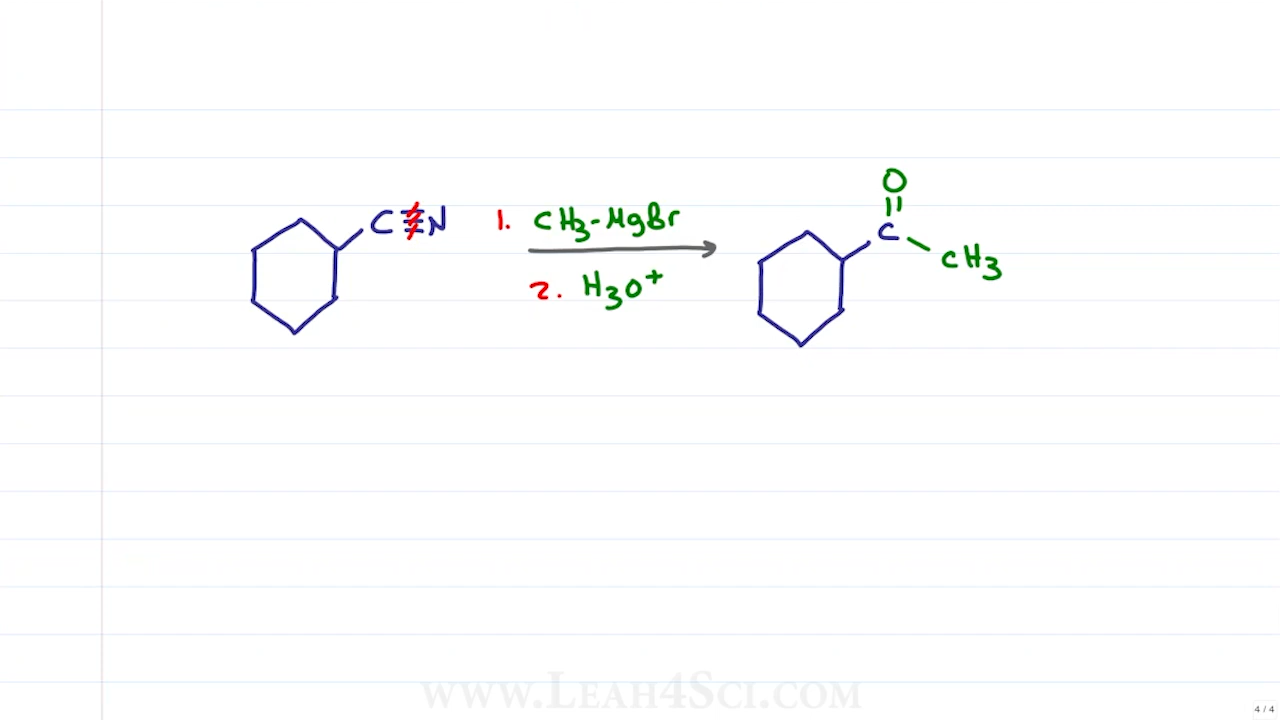 O
C≡N 1. CH3-MgBr C
CH3
2. H3O+
www.Leah4Sci.com
4 / 4